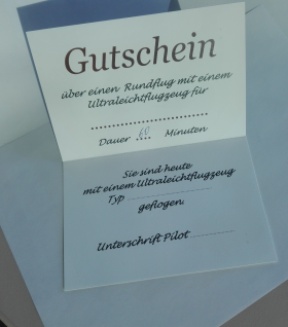 Gutschein
über einen Rundflug mit einem
Ultraleichtflugzeug für
....................................
Dauer 60 Minuten
Sie sind heute
mit einem Ultraleichtflugzeug
Typ ............................
geflogen.
Unterschrift Pilot ................